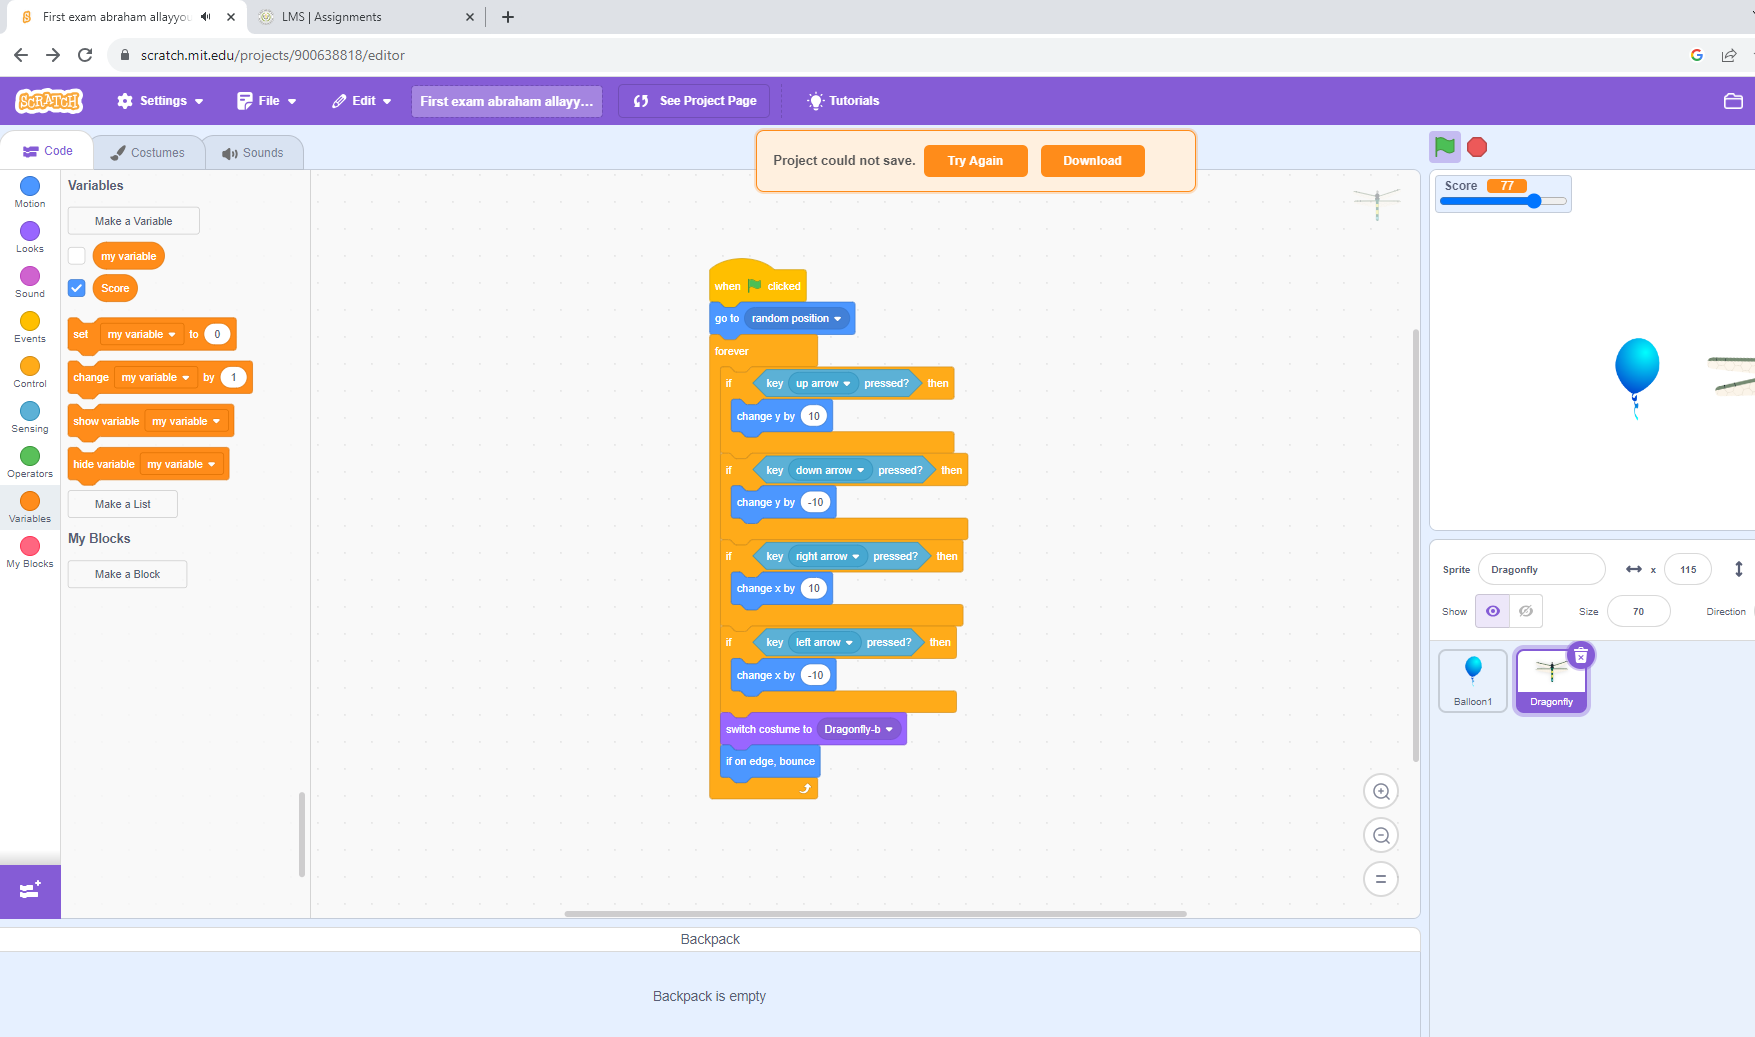 First exam abraham allayyou
LMS | Assignments
scratch.mit.edu/projects/900638818/editor
SCRATCH
Settings
File
Edit
First exam abraham allayy...
See Project Page
Tutorials
Code
Costumes
Sounds
Project could not save.
Try Again
Download
Motion
Looks
Sound
Events
Control
Sensing
Operators
Variables
My Blocks
Variables
Make a Variable
my variable
Score
set my variable to 0
change my variable by 1
show variable my variable
hide variable my variable
Make a List
My Blocks
Make a Block
when clicked
go to random position
forever
if key up arrow pressed? then
change y by 10
if key down arrow pressed? then
change y by -10
if key right arrow pressed? then
change x by 10
if key left arrow pressed? then
change x by -10
switch costume to Dragonfly-b
if on edge, bounce
Score 77
Sprite Dragonfly x 115
Show Size 70 Direction
Balloon1
Dragonfly
Backpack
Backpack is empty